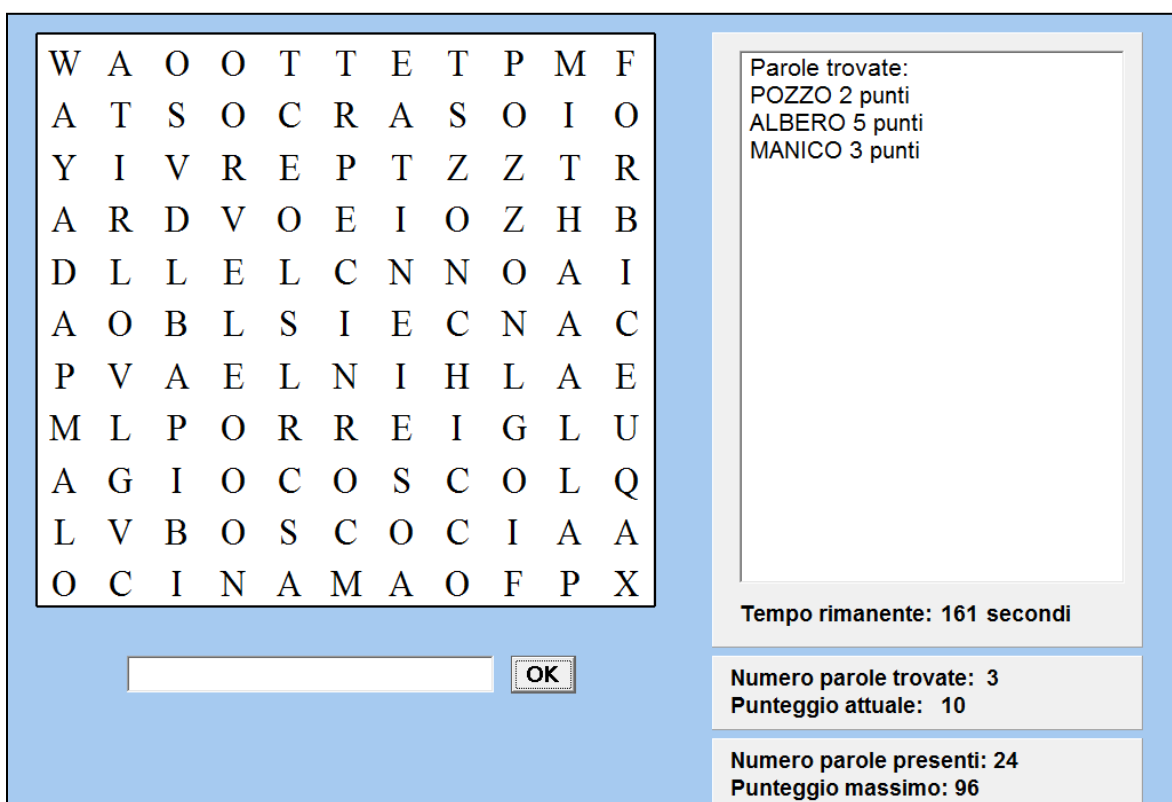 W A O O T T E T P M F
A T S O C R A S O I O
Y I V R E P T Z Z T R
A R D V O E I O Z H B
D L L E L C N N O A I
A O B L S I E C N A C
P V A E L N I H L A E
M L P O R R E I G L U
A G I O C O S C O L Q
L V B O S C O C I A A
O C I N A M A O F P X
OK
Parole trovate:
POZZO 2 punti
ALBERO 5 punti
MANICO 3 punti
Tempo rimanente: 161 secondi
Numero parole trovate: 3
Punteggio attuale: 10
Numero parole presenti: 24
Punteggio massimo: 96